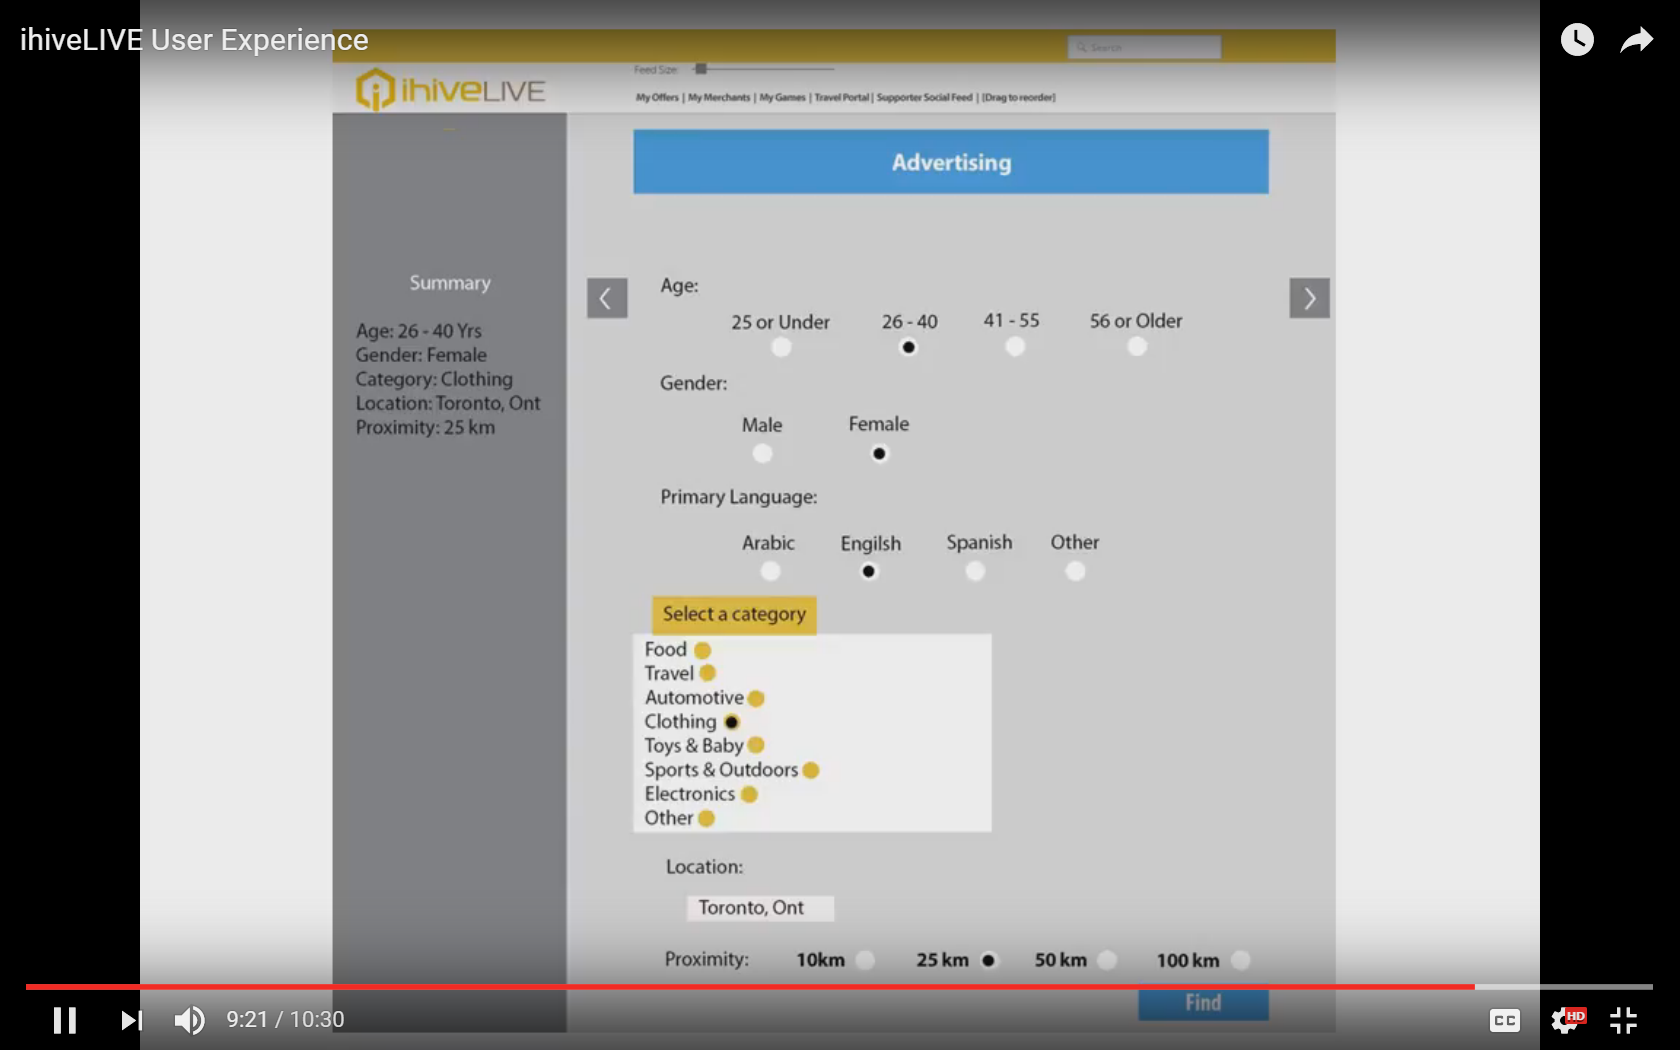 ihiveLIVE User Experience
Search
Feed Size:
ihiveLIVE
My Offers | My Merchants | My Games | Travel Portal | Supporter Social Feed | [Drag to reorder]
Advertising
Summary
Age: 26 - 40 Yrs
Gender: Female
Category: Clothing
Location: Toronto, Ont
Proximity: 25 km
Age:
25 or Under 26 - 40 41 - 55 56 or Older
Gender:
Male Female
Primary Language:
Arabic Engilsh Spanish Other
Select a category
Food
Travel
Automotive
Clothing
Toys & Baby
Sports & Outdoors
Electronics
Other
Location:
Toronto, Ont
Proximity: 10km 25 km 50 km 100 km
Find
9:21 / 10:30
CC
HD